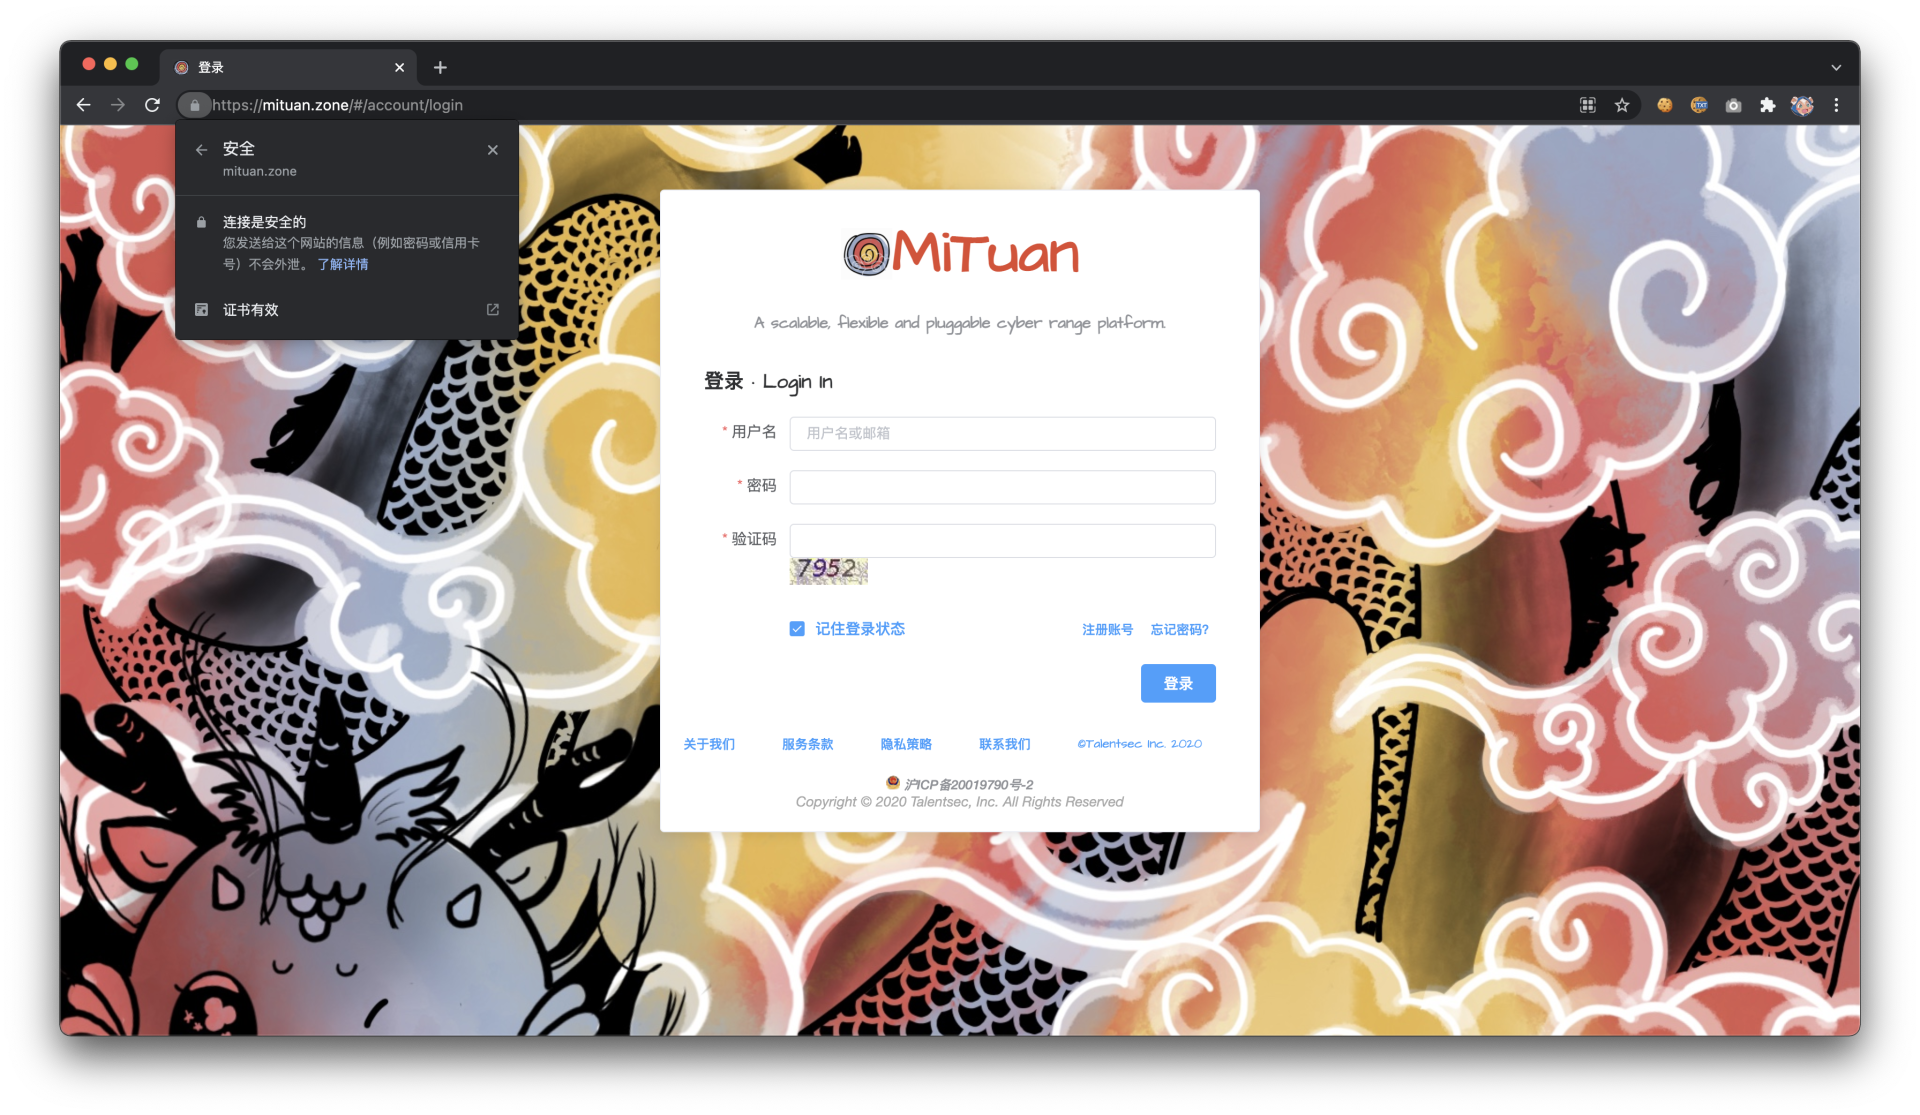 登录
https://mituan.zone/#/account/login
安全
mituan.zone
连接是安全的
您发送给这个网站的信息（例如密码或信用卡
号）不会外泄。 了解详情
证书有效
MiTuan
A scalable, flexible and pluggable cyber range platform.
登录 · Login In
* 用户名 用户名或邮箱
* 密码
* 验证码
7952
记住登录状态 注册账号 忘记密码?
登录
关于我们 服务条款 隐私策略 联系我们 ©Talentsec Inc. 2020
沪ICP备20019790号-2
Copyright © 2020 Talentsec, Inc. All Rights Reserved